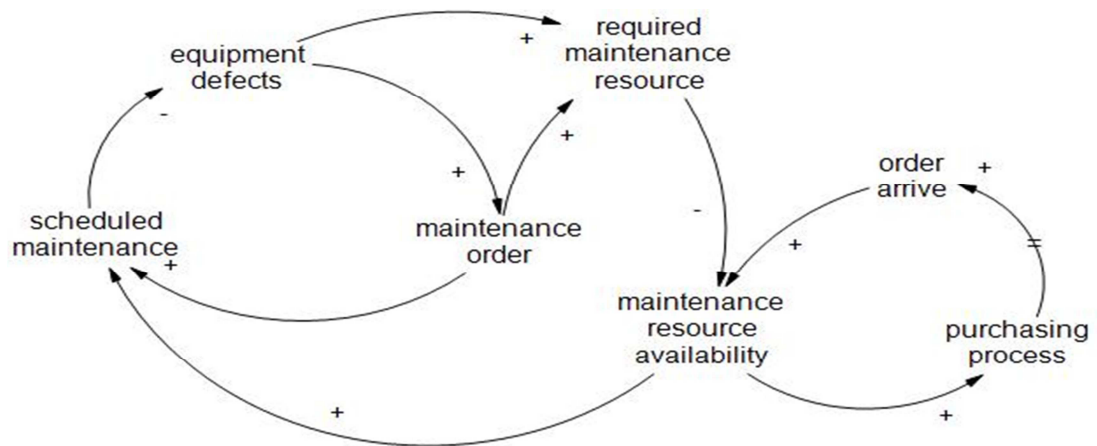 equipment
defects
+
required
maintenance
resource
+
-
+
order
arrive
+
scheduled
maintenance
+
maintenance
order
-
+
=
maintenance
resource
availability
purchasing
process
+
+